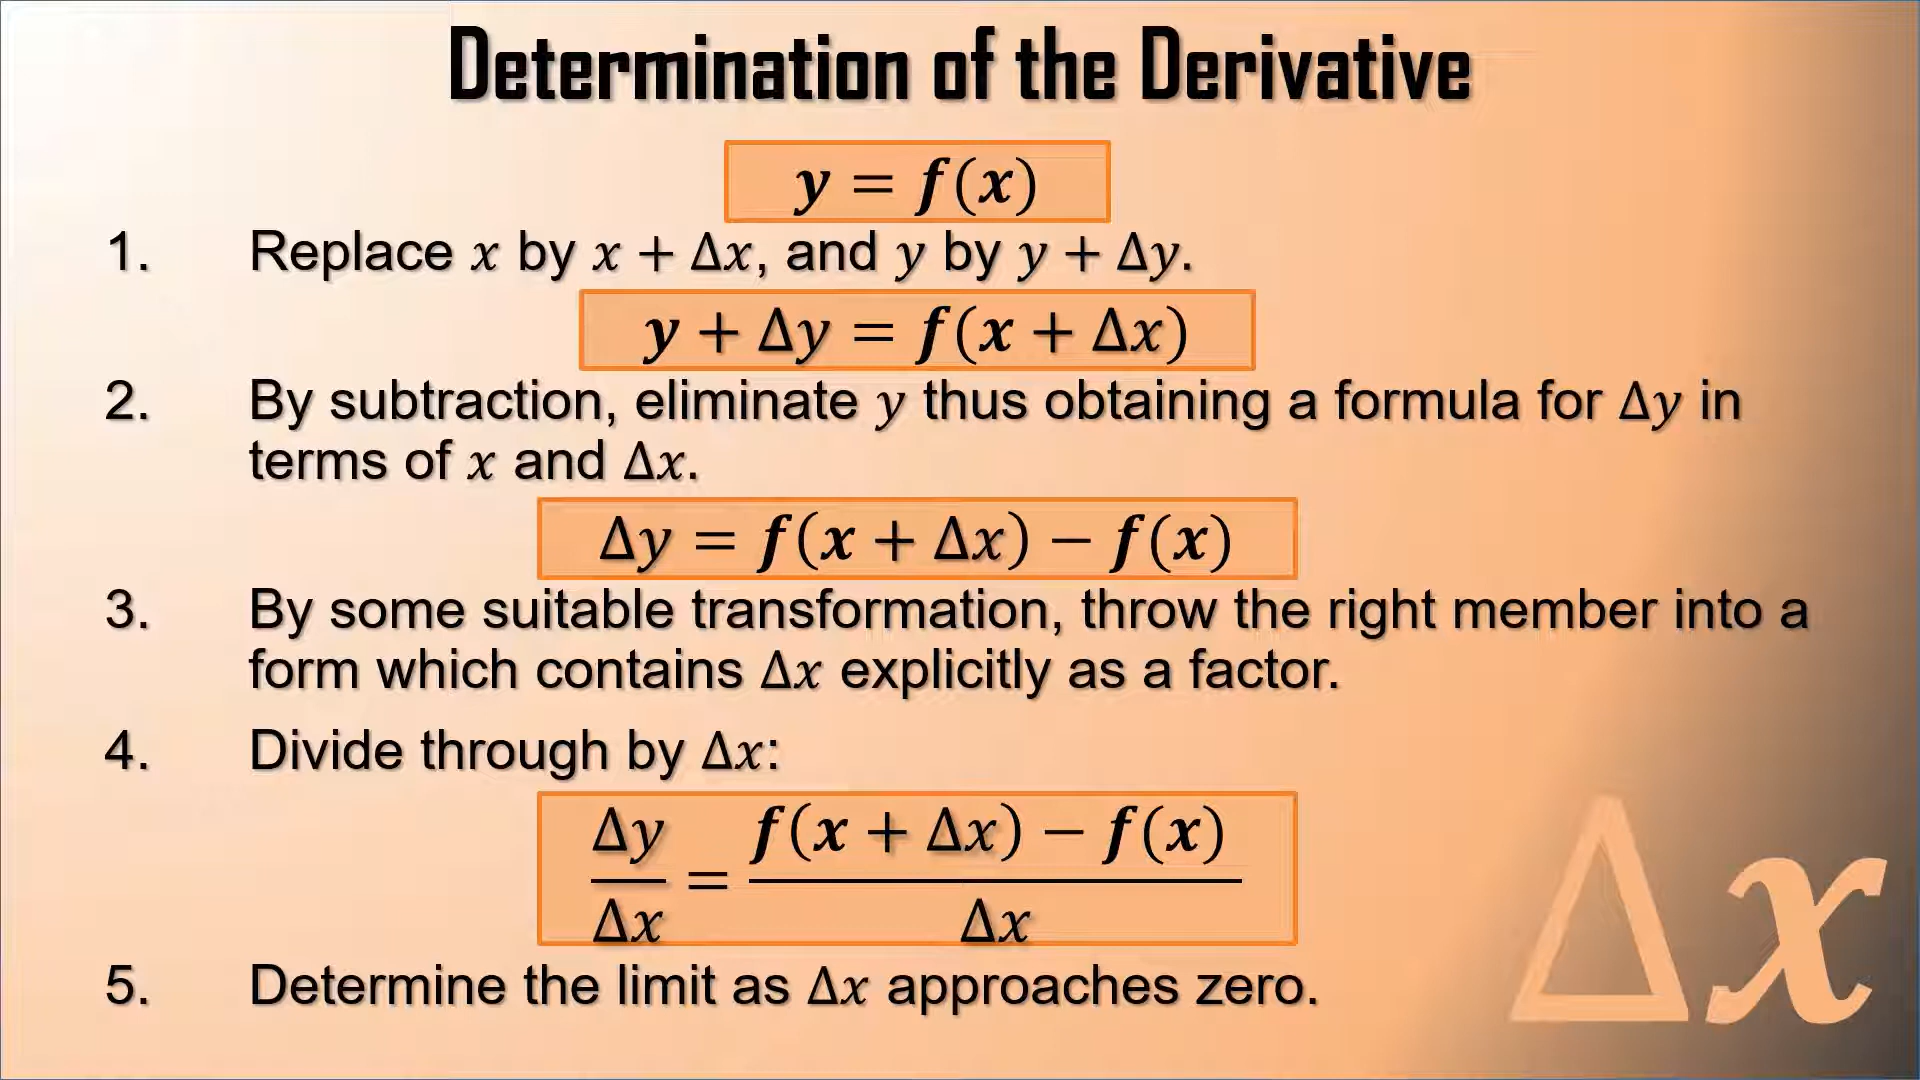 Determination of the Derivative
y = f(x)
1. Replace x by x + Δx, and y by y + Δy.
y + Δy = f(x + Δx)
2. By subtraction, eliminate y thus obtaining a formula for Δy in
terms of x and Δx.
Δy = f(x + Δx) − f(x)
3. By some suitable transformation, throw the right member into a
form which contains Δx explicitly as a factor.
4. Divide through by Δx:
Δy/Δx = (f(x + Δx) − f(x))/Δx
5. Determine the limit as Δx approaches zero.
Δx